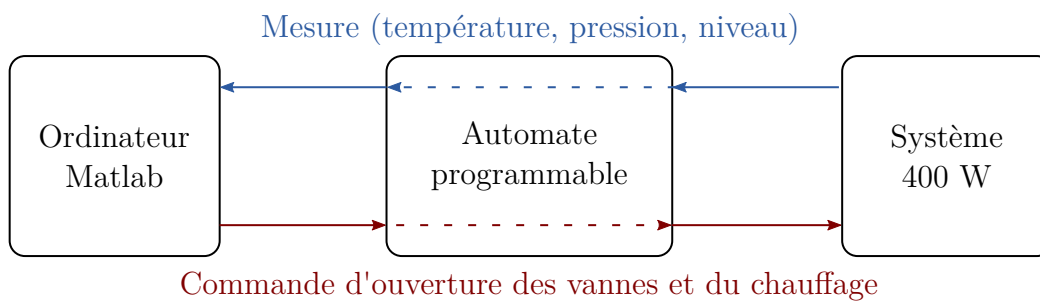 Mesure (température, pression, niveau)
Ordinateur
Matlab
Automate
programmable
Système
400 W
Commande d'ouverture des vannes et du chauffage